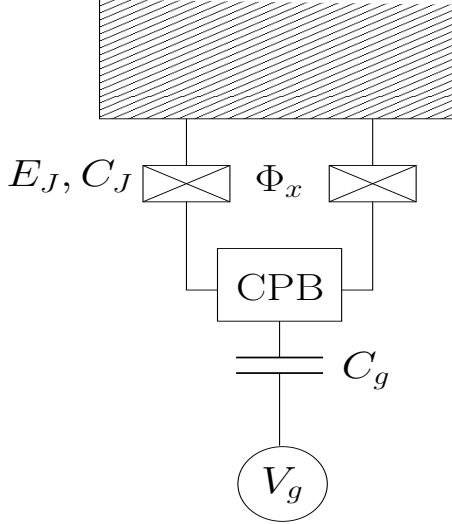 E_J, C_J Φ_x
CPB
C_g
V_g